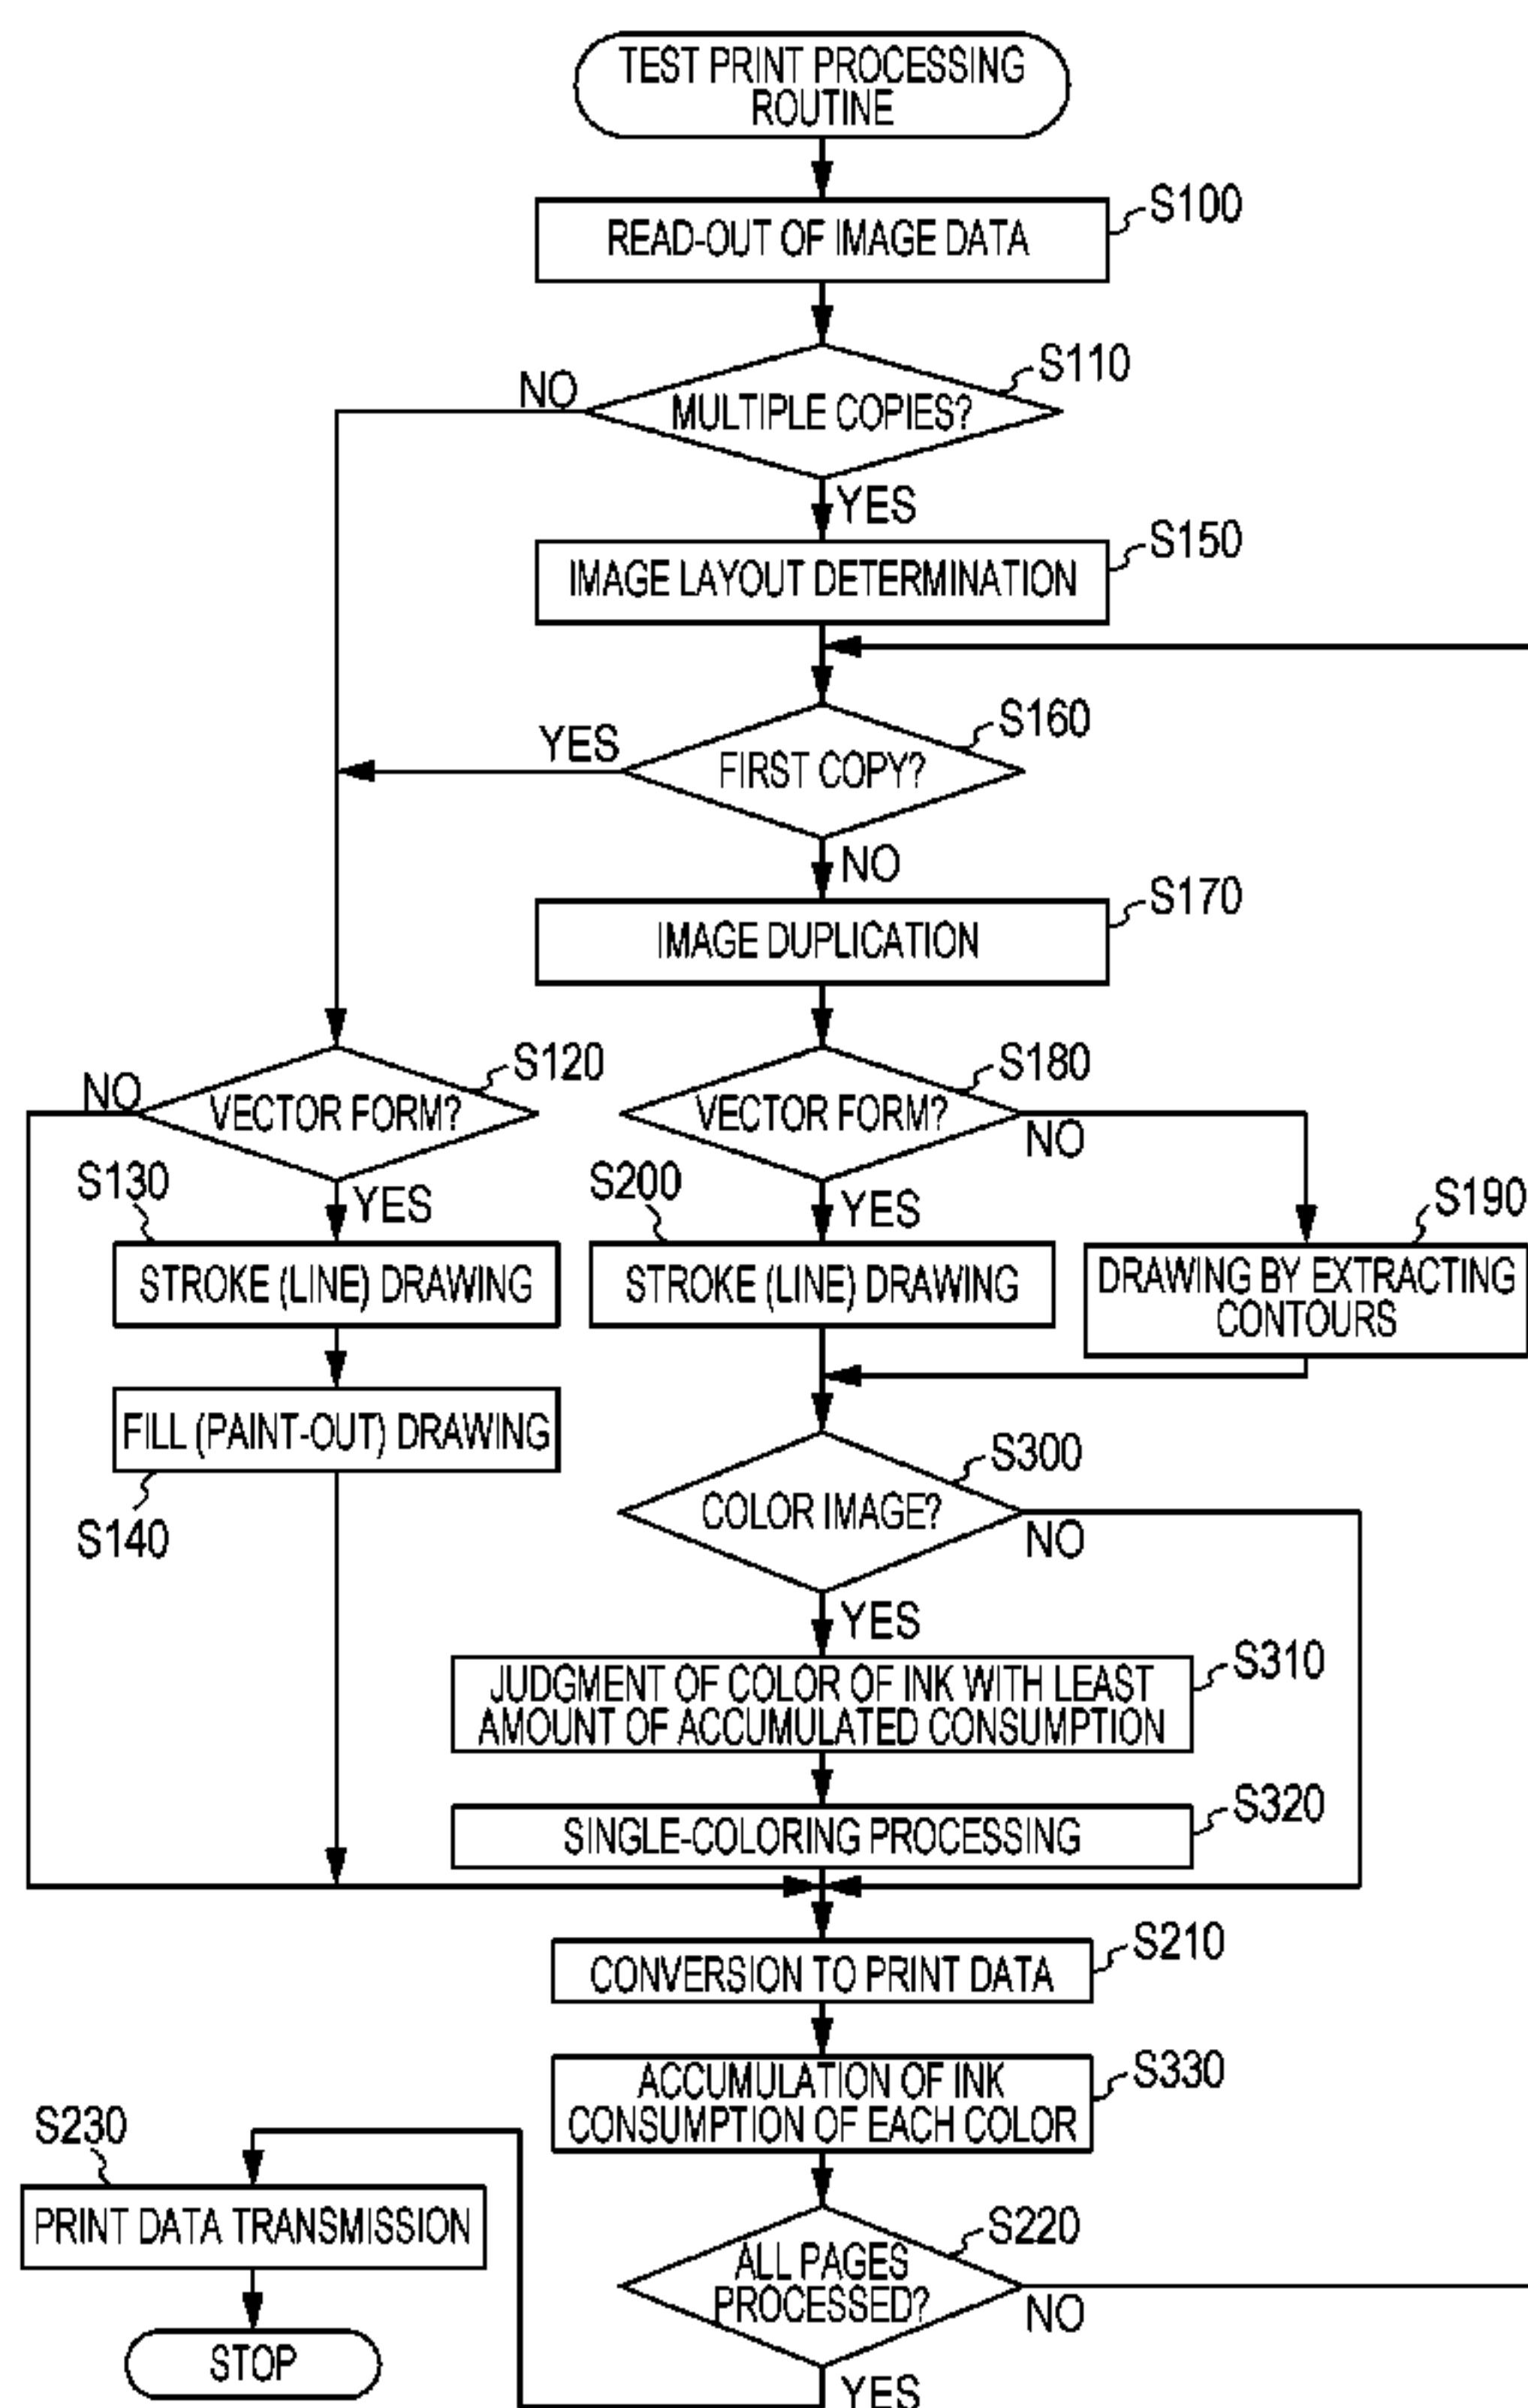 TEST PRINT PROCESSING
ROUTINE
S100
READ-OUT OF IMAGE DATA
S110
NO
MULTIPLE COPIES?
YES
S150
IMAGE LAYOUT DETERMINATION
S160
YES
FIRST COPY?
NO
S170
IMAGE DUPLICATION
S120
S180
NO
VECTOR FORM?
VECTOR FORM?
NO
S130
YES
S200
YES
S190
STROKE (LINE) DRAWING
STROKE (LINE) DRAWING
DRAWING BY EXTRACTING
CONTOURS
FILL (PAINT-OUT) DRAWING
S140
S300
COLOR IMAGE?
NO
YES
S310
JUDGMENT OF COLOR OF INK WITH LEAST
AMOUNT OF ACCUMULATED CONSUMPTION
S320
SINGLE-COLORING PROCESSING
S210
CONVERSION TO PRINT DATA
S330
ACCUMULATION OF INK
CONSUMPTION OF EACH COLOR
S230
PRINT DATA TRANSMISSION
S220
ALL PAGES
PROCESSED?
NO
STOP
YES